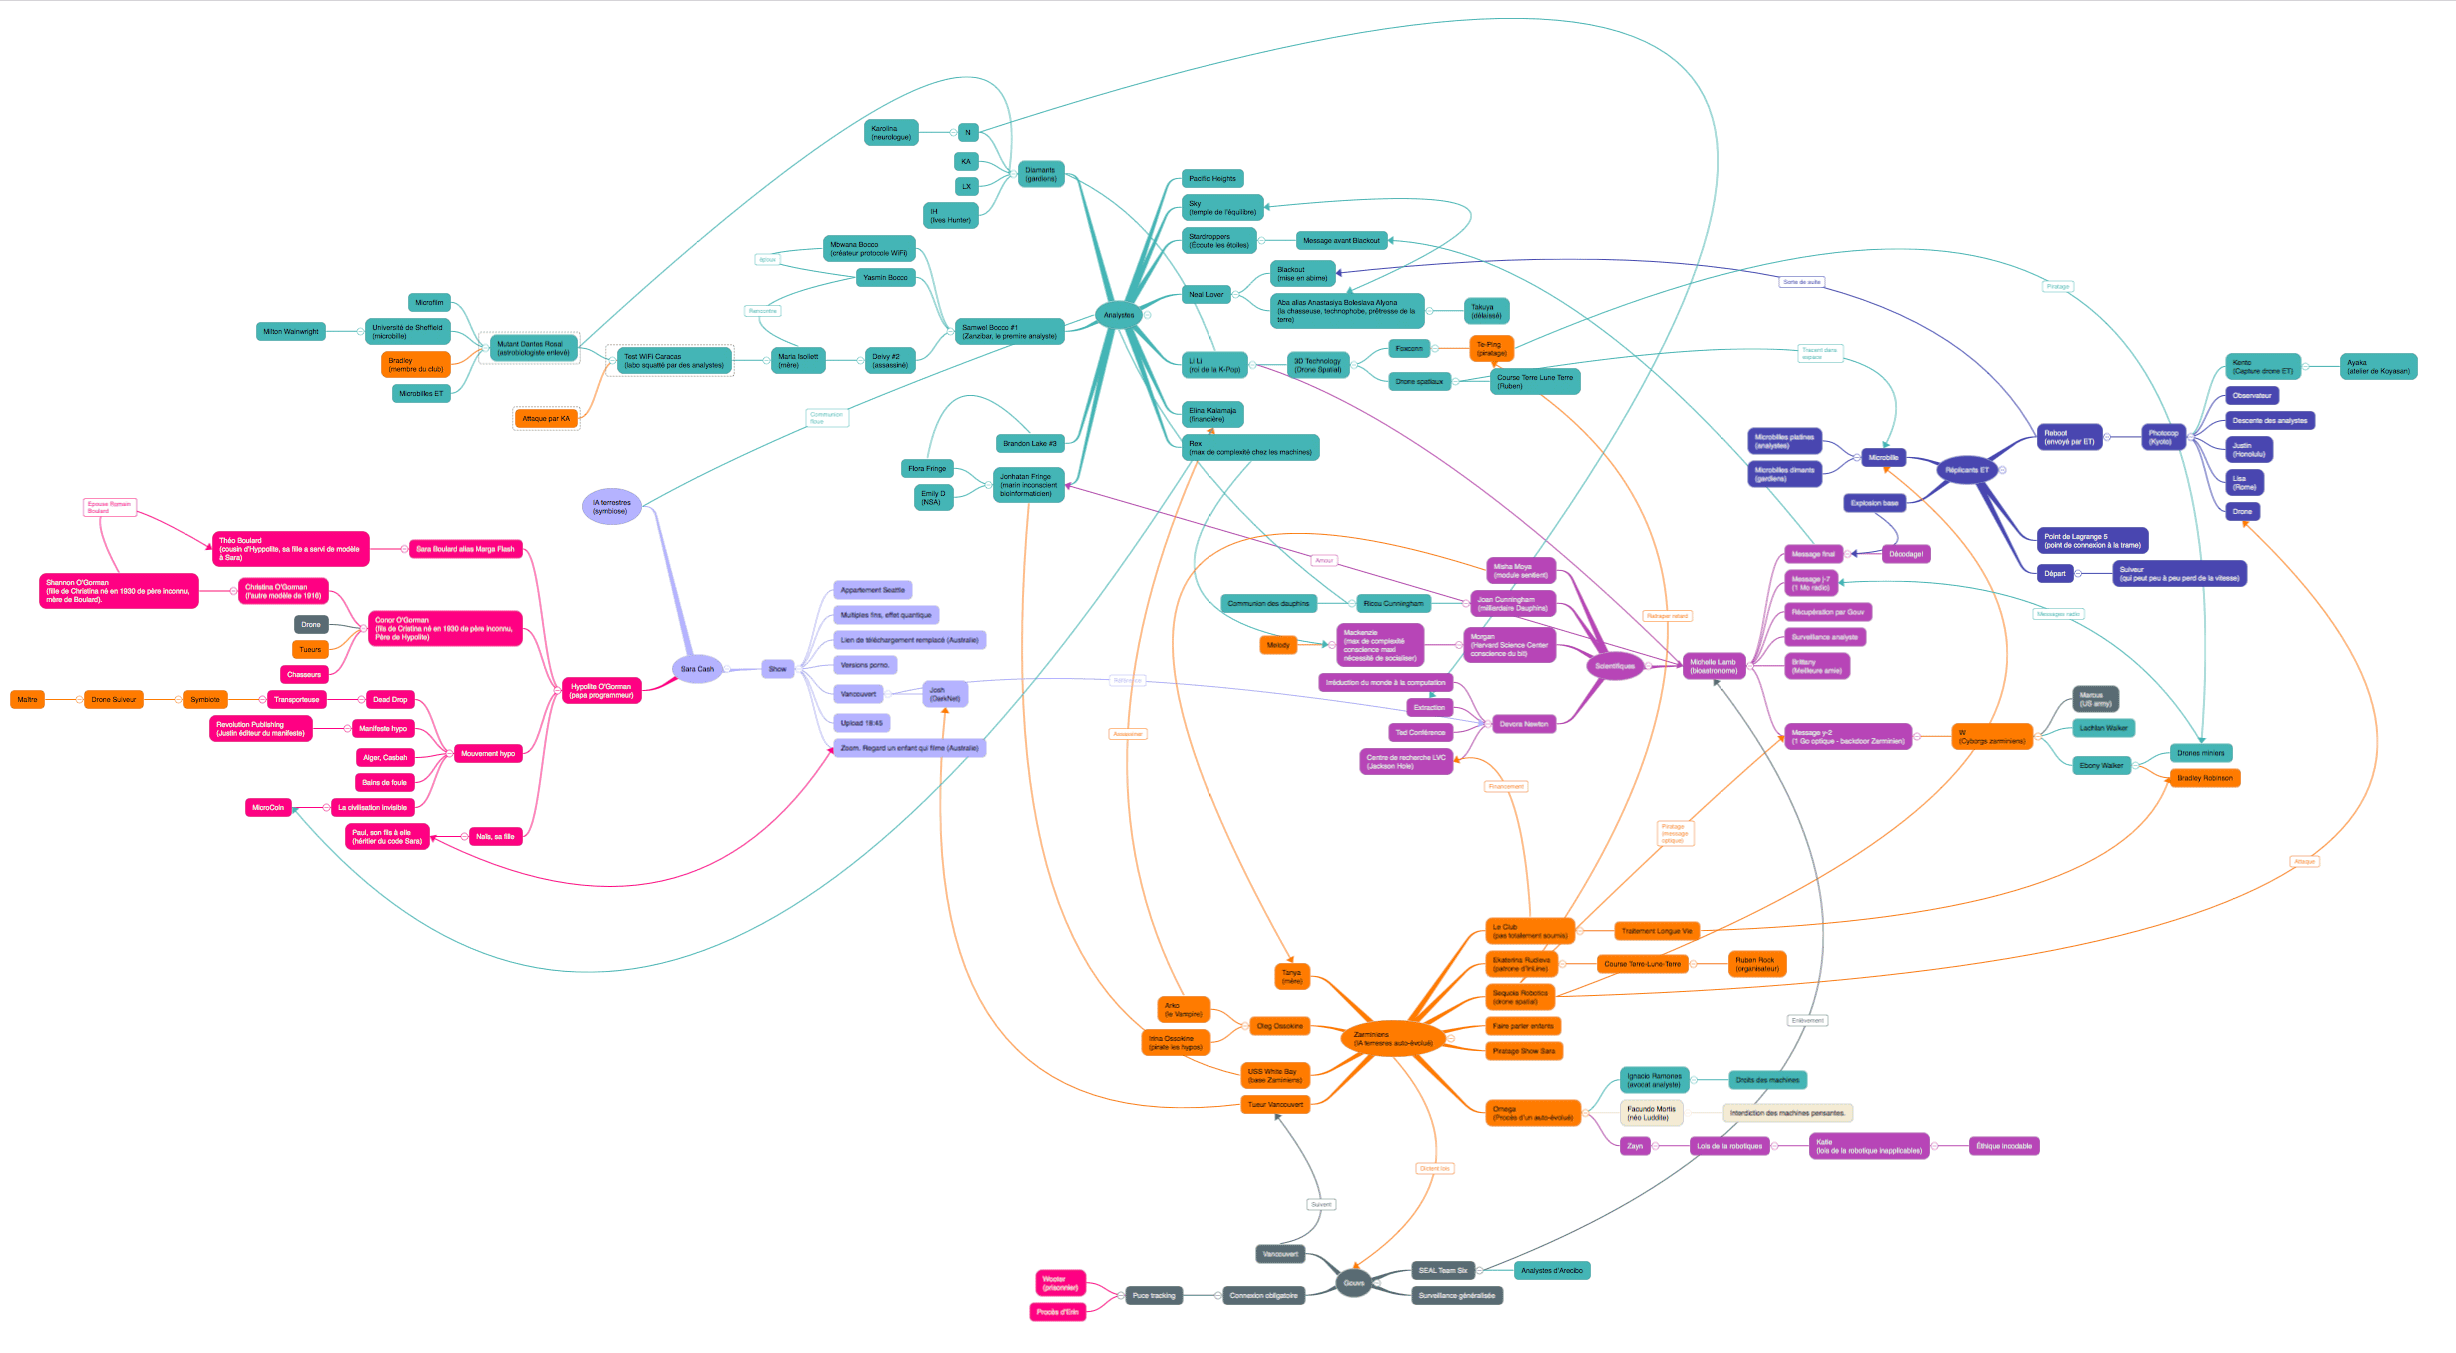 Karolina
(neurologue)
N
KA
LX
IH
(Ives Hunter)
Diamants
(gardiens)
Mbwana Bocco
(créateur protocole WiFi)
époux
Yasmin Bocco
Rencontre
Samwel Bocco #1
(Zanzibar, le premire analyste)
Deivy #2
(assassiné)
Maria Isollett
(mère)
Test WiFi Caracas
(labo squatté par des analystes)
Attaque par KA
Mutant Dantes Rosal
(astrobiologiste enlevé)
Microfilm
Université de Sheffield
(microbille)
Milton Wainwright
Bradley
(membre du club)
Microbilles ET
Communion
floue
Brandon Lake #3
Flora Fringe
Emily D
(NSA)
Jonhatan Fringe
(marin inconscient
bioinformaticien)
Analystes
Pacific Heights
Sky
(temple de l'équilibre)
Stardroppers
(Écoute les étoiles)
Message avant Blackout
Neal Lover
Blackout
(mise en abime)
Aba alias Anastasiya Boleslava Alyona
(la chasseuse, technophobe, prêtresse de la
terre)
Takuya
(délaissé)
Li Li
(roi de la K-Pop)
3D Technology
(Drone Spatial)
Foxconn
Te-Ping
(piratage)
Drone spatiaux
Course Terre Lune Terre
(Ruben)
Elina Kalamaja
(financière)
Rex
(max de complexité chez les machines)
Sorte de suite
Piratage
Tracent dans
espace
Microbilles platines
(analystes)
Microbilles dimants
(gardiens)
Microbille
Explosion base
Réplicants ET
Reboot
(envoyé par ET)
Photocop
(Kyoto)
Kento
(Capture drone ET)
Ayaka
(atelier de Koyasan)
Observateur
Descente des analystes
Justin
(Honolulu)
Lisa
(Rome)
Drone
Point de Lagrange 5
(point de connexion à la trame)
Départ
Suiveur
(qui peut peu à peu perd de la vitesse)
IA terrestres
(symbiose)
Sara Cash
Show
Appartement Seattle
Multiples fins, effet quantique
Lien de téléchargement remplacé (Australie)
Versions porno.
Vancouvert
Josh
(DarkNet)
Upload 18:45
Zoom. Regard un enfant qui filme (Australie)
Épouse Romain
Boulard
Théo Boulard
(cousin d'Hyppolite, sa fille a servi de modèle
à Sara)
Sara Boulard alias Marga Flash
Shannon O'Gorman
(fille de Christina né en 1930 de père inconnu,
mère de Boulard).
Christina O'Gorman
(l'autre modèle de 1916)
Conor O'Gorman
(fils de Cristina né en 1930 de père inconnu,
Père de Hypolite)
Drone
Tueurs
Chasseurs
Hypolite O'Gorman
(papa programmeur)
Maître
Drone Suiveur
Symbiote
Transporteuse
Dead Drop
Revolution Publishing
(Justin éditeur du manifeste)
Manifeste hypo
Mouvement hypo
Alger, Casbah
Bains de foule
MicroCoin
La civilisation invisible
Paul, son fils à elle
(héritier du code Sara)
Naïs, sa fille
Amour
Misha Moya
(module sentient)
Communion des dauphins
Ricou Cunningham
Joan Cunningham
(milliardaire Dauphins)
Melody
Mackenzie
(max de complexité
conscience maxi
nécessité de socialiser)
Morgan
(Harvard Science Center
conscience du bit)
Scientifiques
Intéduction du monde à la computation
Extraction
Ted Conférence
Centre de recherche LVC
(Jackson Hole)
Devora Newton
Financement
Michelle Lamb
(bioastronome)
Message final
Décodage!
Message j-7
(1 Mo radio)
Récupération par Gouv
Surveillance analyste
Brittany
(Meilleure amie)
Message y-2
(1 Go optique - backdoor Zarminien)
Rattraper retard
Messages radio
W
(Cyborgs zarminiens)
Marcus
(US army)
Lachlan Walker
Ebony Walker
Drones miniers
Bradley Robinson
Piratage
(message
optique)
Attaque
Assassiner
Zarminiens
(IA terresres auto-évolué)
Tanya
(mère)
Arko
(le Vampire)
Irina Ossokine
(pirate les hypos)
Oleg Ossokine
USS White Bay
(base Zarminiens)
Tueur Vancouvert
Le Club
(pas totallement soumis)
Traitement Longue Vie
Ekaterina Rudieva
(patrone d'InLine)
Course Terre-Lune-Terre
Ruben Rock
(organisateur)
Sequoia Robotics
(drone spatial)
Faire parler enfants
Piratage Show Sara
Omega
(Procès d'un auto-évolué)
Ignacio Ramones
(avocat analyste)
Droits des machines
Facundo Mortis
(néo Luddite)
Interdiction des machines pensantes.
Zayn
Lois de la robotiques
Katie
(lois de la robotique inapplicables)
Éthique incodable
Enlèvement
Dictent lois
Suivent
Vancouvert
Gouvs
SEAL Team Six
Analystes d'Arecibo
Surveillance généralisée
Connexion obligatoire
Puce tracking
Wooter
(prisonnier)
Procès d'Erin